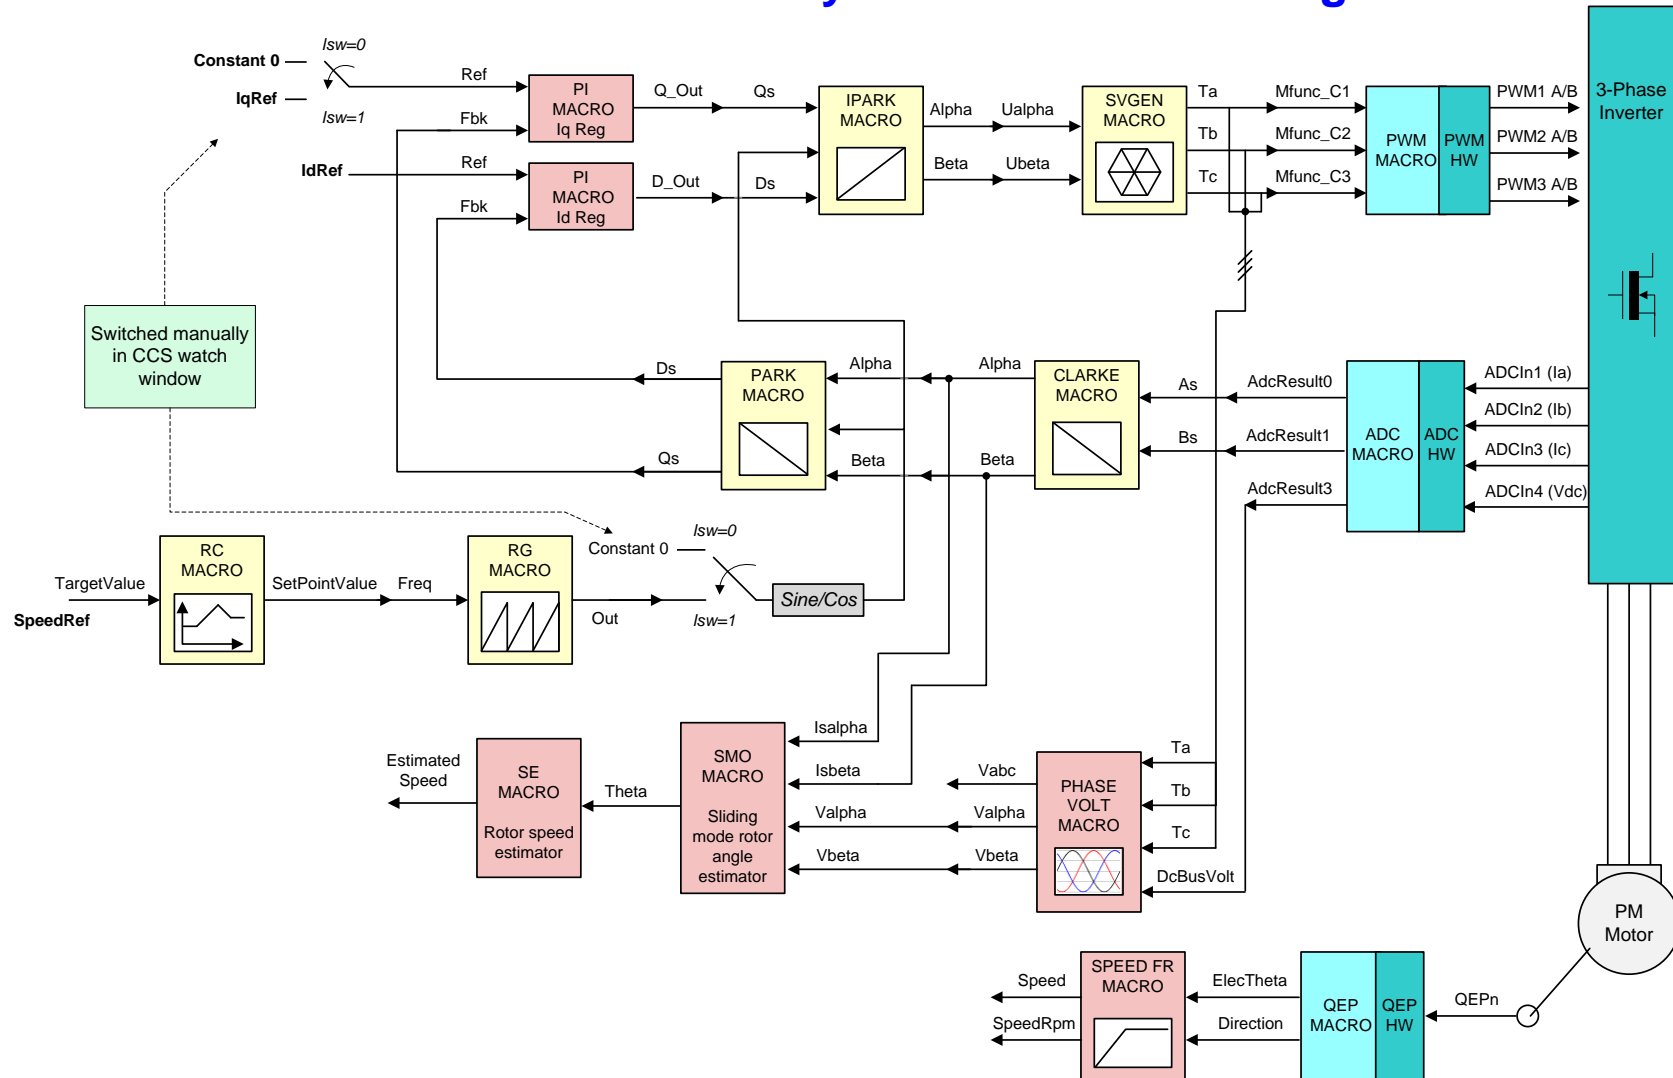 Isw=0
Constant 0
IqRef
Isw=1
Ref
Fbk
PI
MACRO
Iq Reg
Q_Out
Qs
IdRef
Ref
Fbk
PI
MACRO
Id Reg
D_Out
Ds
IPARK
MACRO
Alpha
Ualpha
Beta
Ubeta
SVGEN
MACRO
Ta
Tb
Tc
Mfunc_C1
Mfunc_C2
Mfunc_C3
PWM
MACRO
PWM
HW
PWM1 A/B
PWM2 A/B
PWM3 A/B
3-Phase
Inverter
Switched manually
in CCS watch
window
Ds
Qs
PARK
MACRO
Alpha
Alpha
Beta
Beta
CLARKE
MACRO
As
AdcResult0
Bs
AdcResult1
AdcResult3
ADC
MACRO
ADC
HW
ADCIn1 (Ia)
ADCIn2 (Ib)
ADCIn3 (Ic)
ADCIn4 (Vdc)
TargetValue
SpeedRef
RC
MACRO
SetPointValue
Freq
RG
MACRO
Out
Constant 0
Isw=0
Isw=1
Sine/Cos
Estimated
Speed
SE
MACRO
Rotor speed
estimator
Theta
SMO
MACRO
Sliding
mode rotor
angle
estimator
Isalpha
Isbeta
Valpha
Vbeta
Vabc
Valpha
Vbeta
PHASE
VOLT
MACRO
Ta
Tb
Tc
DcBusVolt
PM
Motor
Speed
SpeedRpm
SPEED FR
MACRO
ElecTheta
Direction
QEP
MACRO
QEP
HW
QEPn